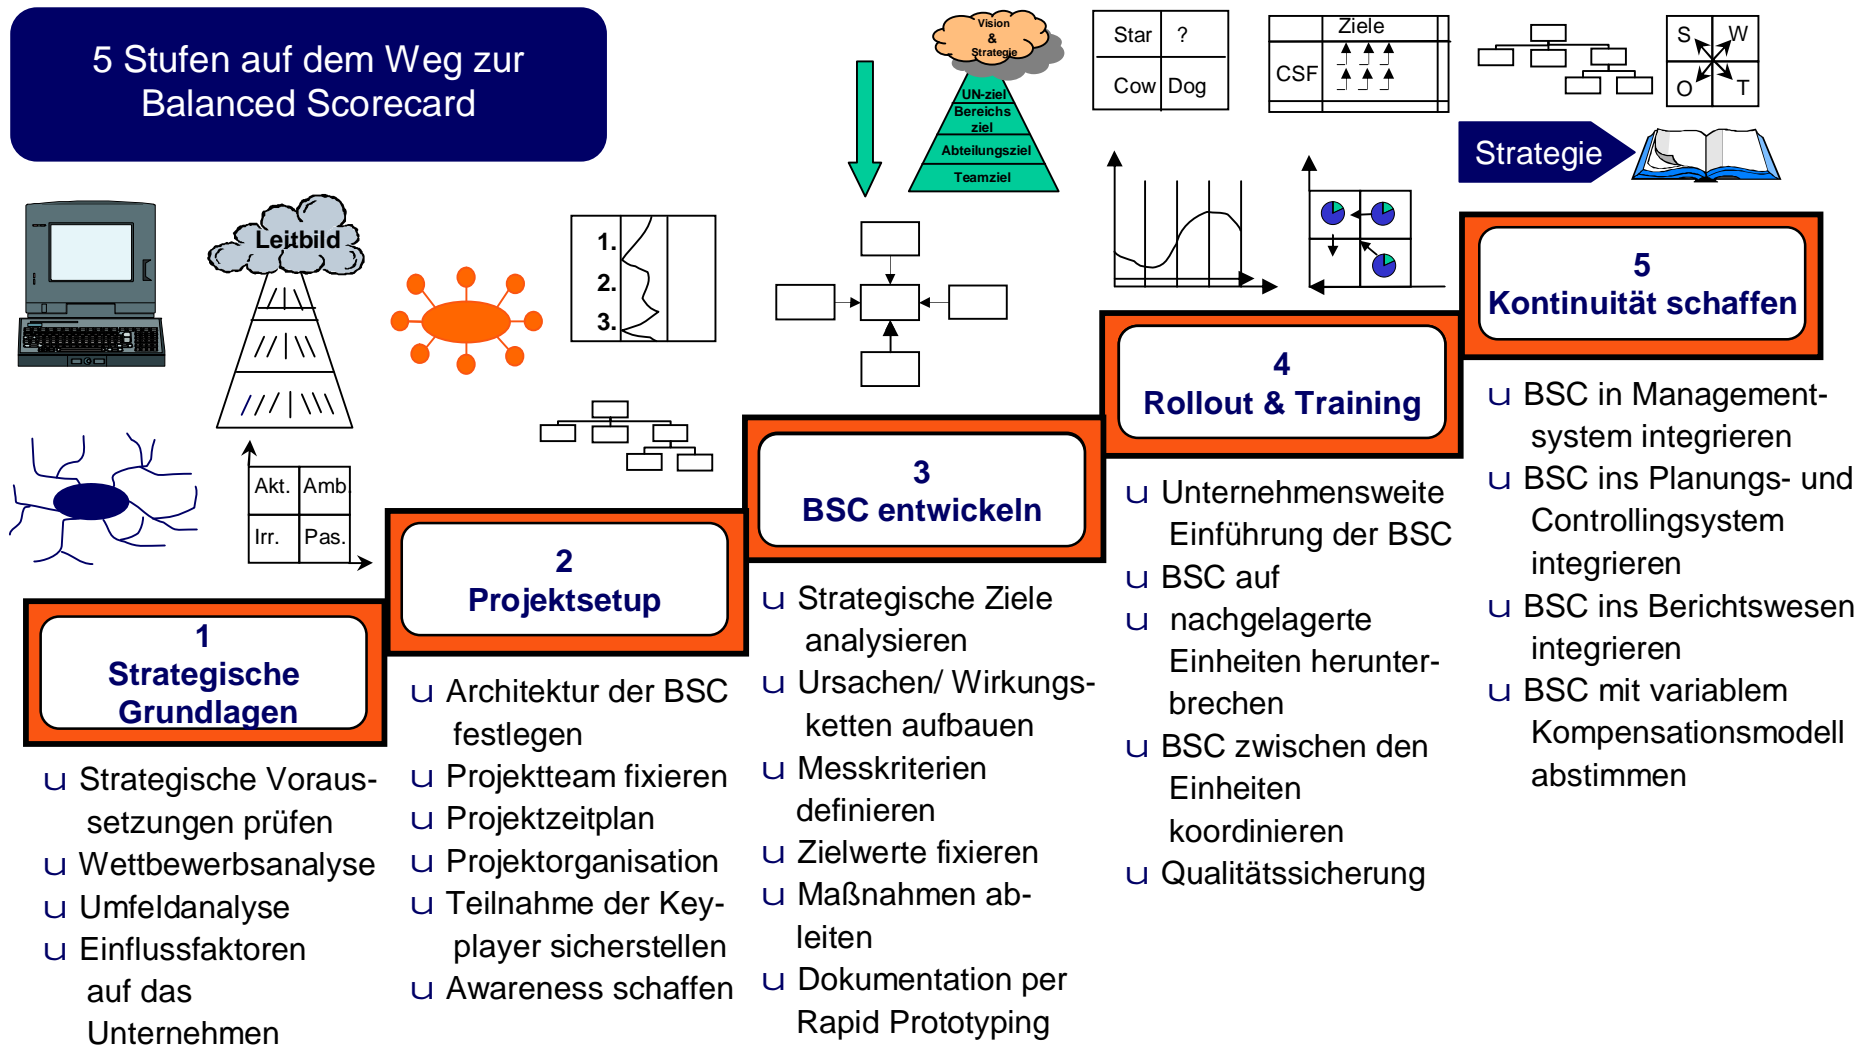 5 Stufen auf dem Weg zur
Balanced Scorecard
Vision
&
Strategie
UN-ziel
Bereichs
ziel
Abteilungsziel
Teamziel
Star ?
Cow Dog
Ziele
CSF
S W
O T
Strategie
Leitbild
1.
2.
3.
Akt. Amb.
Irr. Pas.
1
Strategische
Grundlagen
u Strategische Voraus-
setzungen prüfen
u Wettbewerbsanalyse
u Umfeldanalyse
u Einflussfaktoren
auf das
Unternehmen
2
Projektsetup
u Architektur der BSC
festlegen
u Projektteam fixieren
u Projektzeitplan
u Projektorganisation
u Teilnahme der Key-
player sicherstellen
u Awareness schaffen
3
BSC entwickeln
u Strategische Ziele
analysieren
u Ursachen/ Wirkungs-
ketten aufbauen
u Messkriterien
definieren
u Zielwerte fixieren
u Maßnahmen ab-
leiten
u Dokumentation per
Rapid Prototyping
4
Rollout & Training
u Unternehmensweite
Einführung der BSC
u BSC auf
u nachgelagerte
Einheiten herunter-
brechen
u BSC zwischen den
Einheiten
koordinieren
u Qualitätssicherung
5
Kontinuität schaffen
u BSC in Management-
system integrieren
u BSC ins Planungs- und
Controllingsystem
integrieren
u BSC ins Berichtswesen
integrieren
u BSC mit variablem
Kompensationsmodell
abstimmen